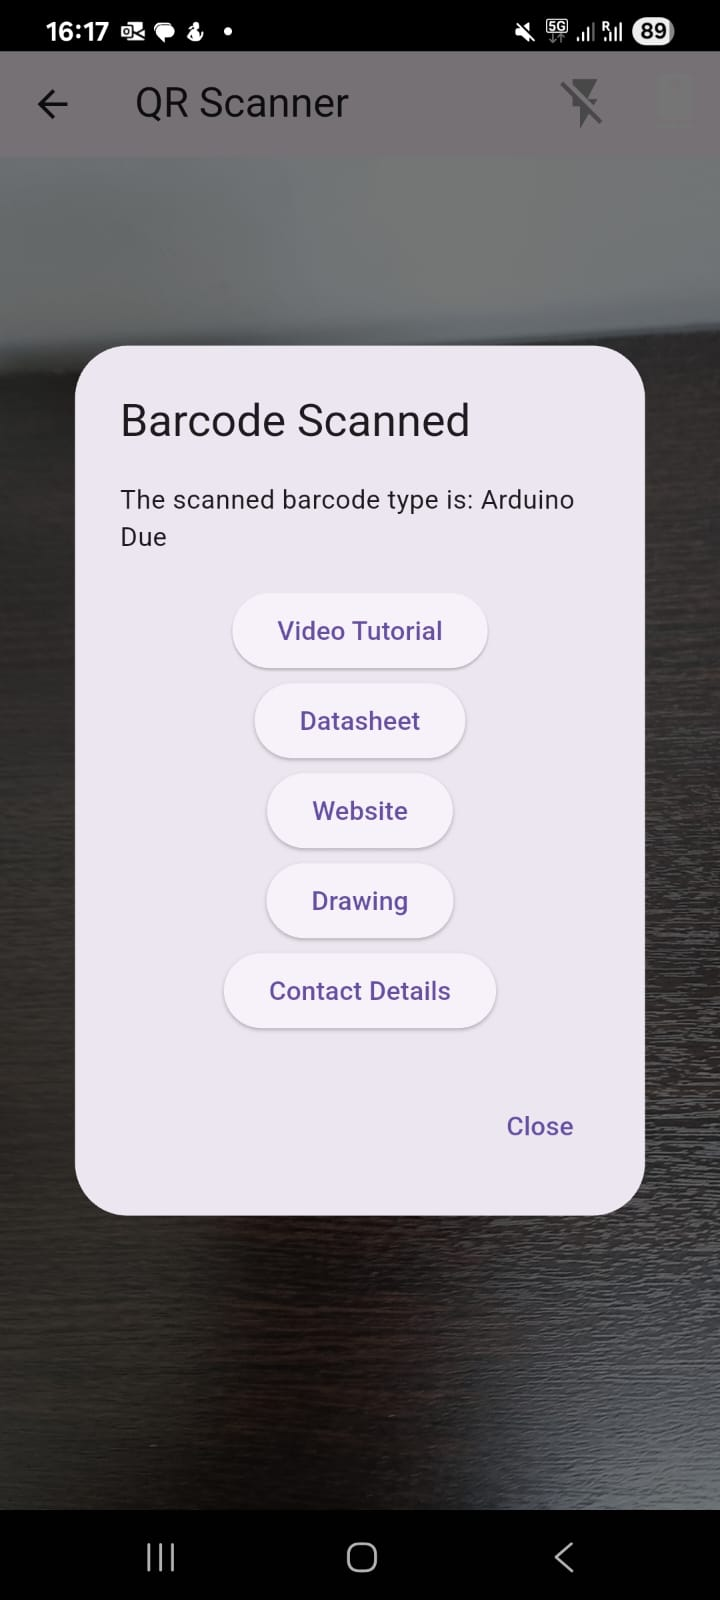 16:17
5G
R
89
QR Scanner
Barcode Scanned
The scanned barcode type is: Arduino
Due
Video Tutorial
Datasheet
Website
Drawing
Contact Details
Close